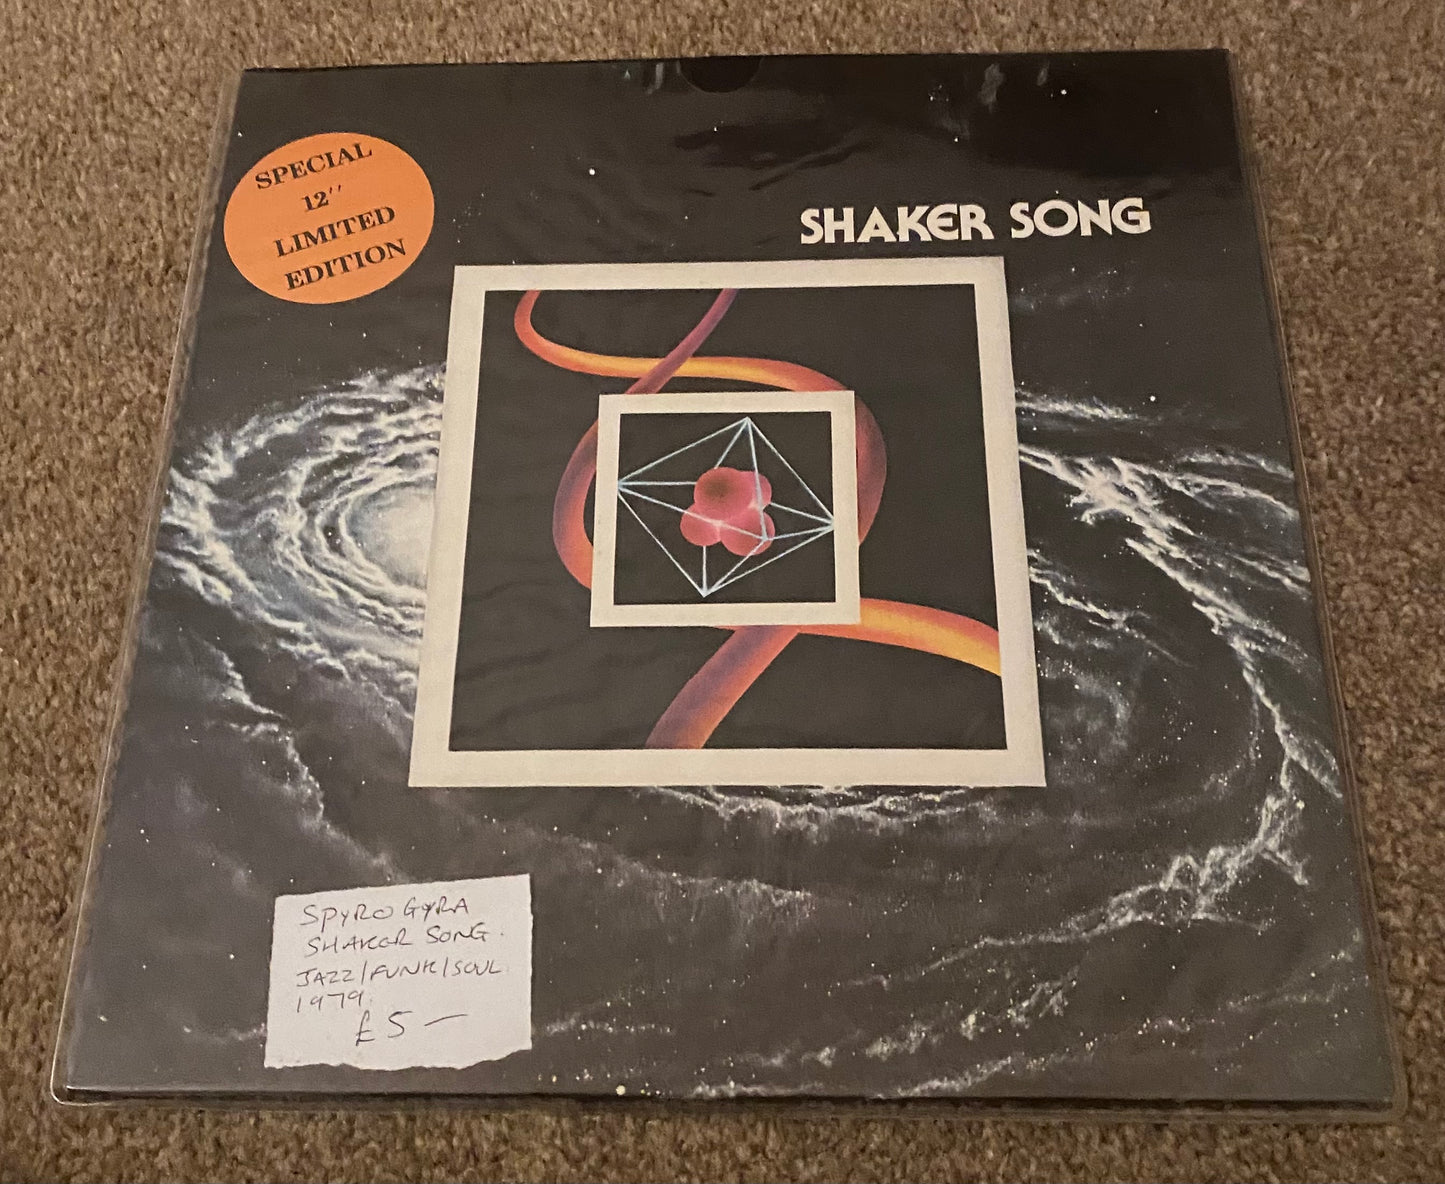 SPECIAL
12"
LIMITED
EDITION
SHAKER SONG
SPYRO GYRA
SHAKER SONG.
JAZZ/FUNK/SOUL
1979.
£5—